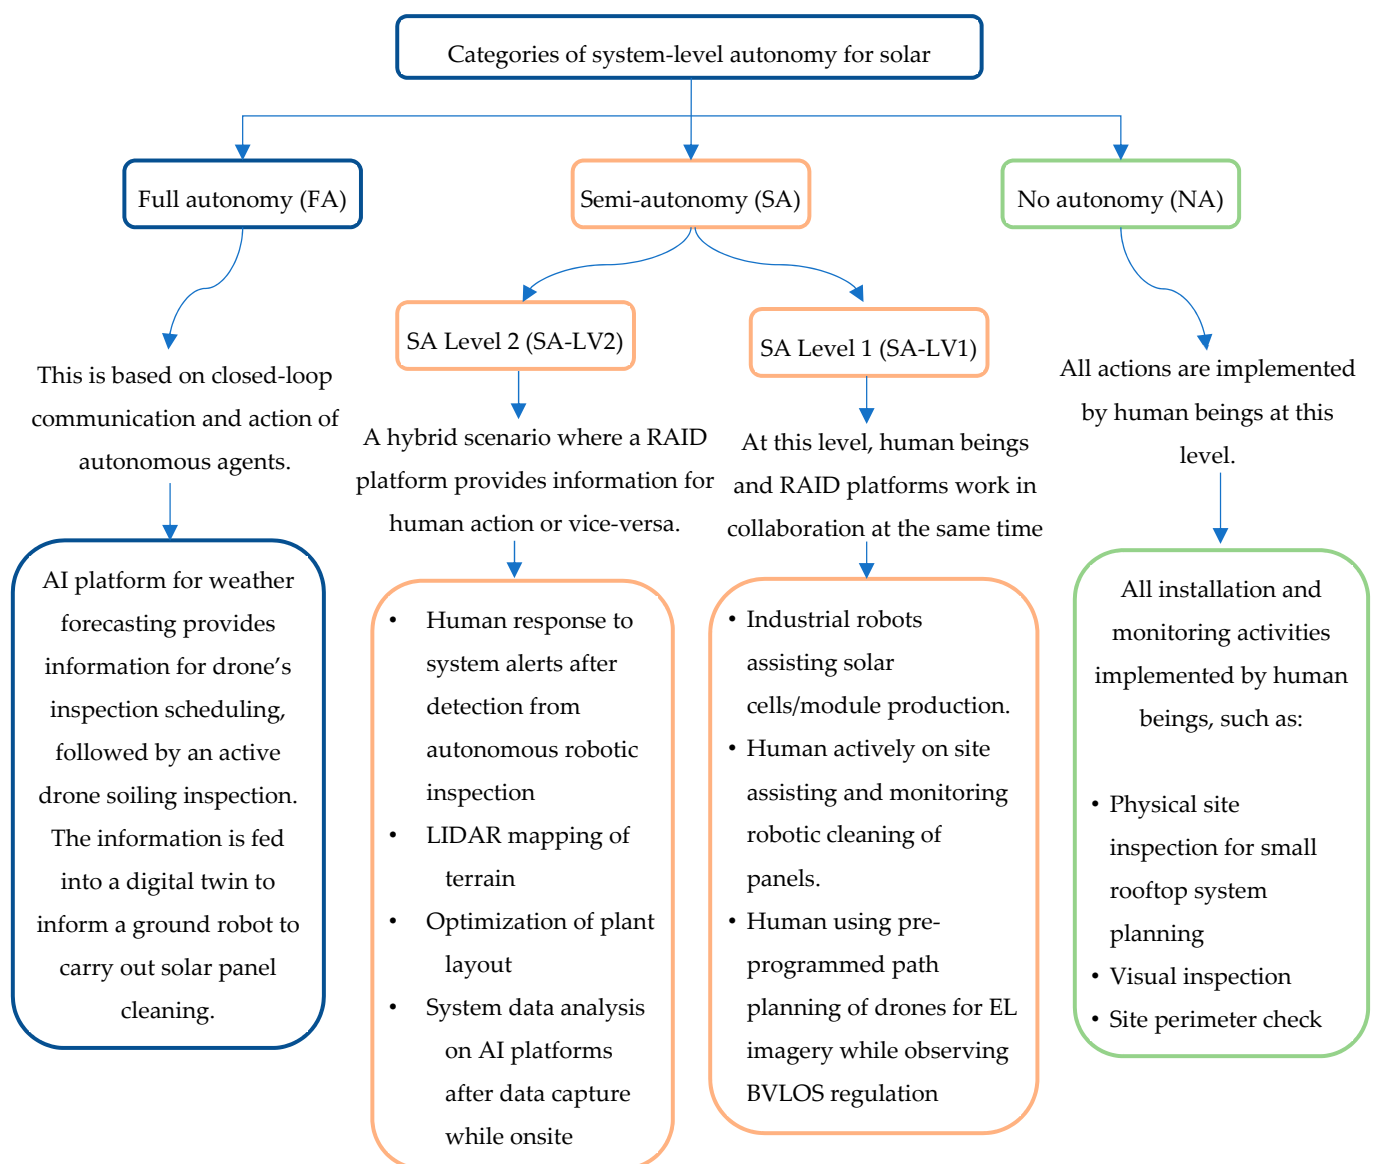 Categories of system-level autonomy for solar
Full autonomy (FA)
Semi-autonomy (SA)
No autonomy (NA)
SA Level 2 (SA-LV2)
SA Level 1 (SA-LV1)
This is based on closed-loop
communication and action of
autonomous agents.
A hybrid scenario where a RAID
platform provides information for
human action or vice-versa.
At this level, human beings
and RAID platforms work in
collaboration at the same time
All actions are implemented
by human beings at this
level.
AI platform for weather
forecasting provides
information for drone’s
inspection scheduling,
followed by an active
drone soiling inspection.
The information is fed
into a digital twin to
inform a ground robot to
carry out solar panel
cleaning.
• Human response to
system alerts after
detection from
autonomous robotic
inspection
• LIDAR mapping of
terrain
• Optimization of plant
layout
• System data analysis
on AI platforms
after data capture
while onsite
• Industrial robots
assisting solar
cells/module production.
• Human actively on site
assisting and monitoring
robotic cleaning of
panels.
• Human using pre-
programmed path
planning of drones for EL
imagery while observing
BVLOS regulation
All installation and
monitoring activities
implemented by human
beings, such as:
• Physical site
inspection for small
rooftop system
planning
• Visual inspection
• Site perimeter check